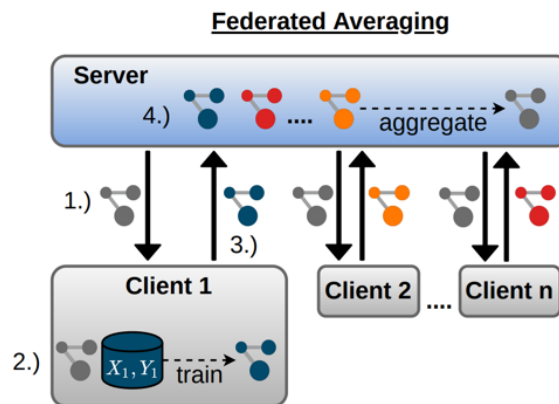 Federated Averaging
Server
4.)
....
aggregate
1.)
3.)
Client 1
Client 2
....
Client n
2.)
X₁, Y₁
train